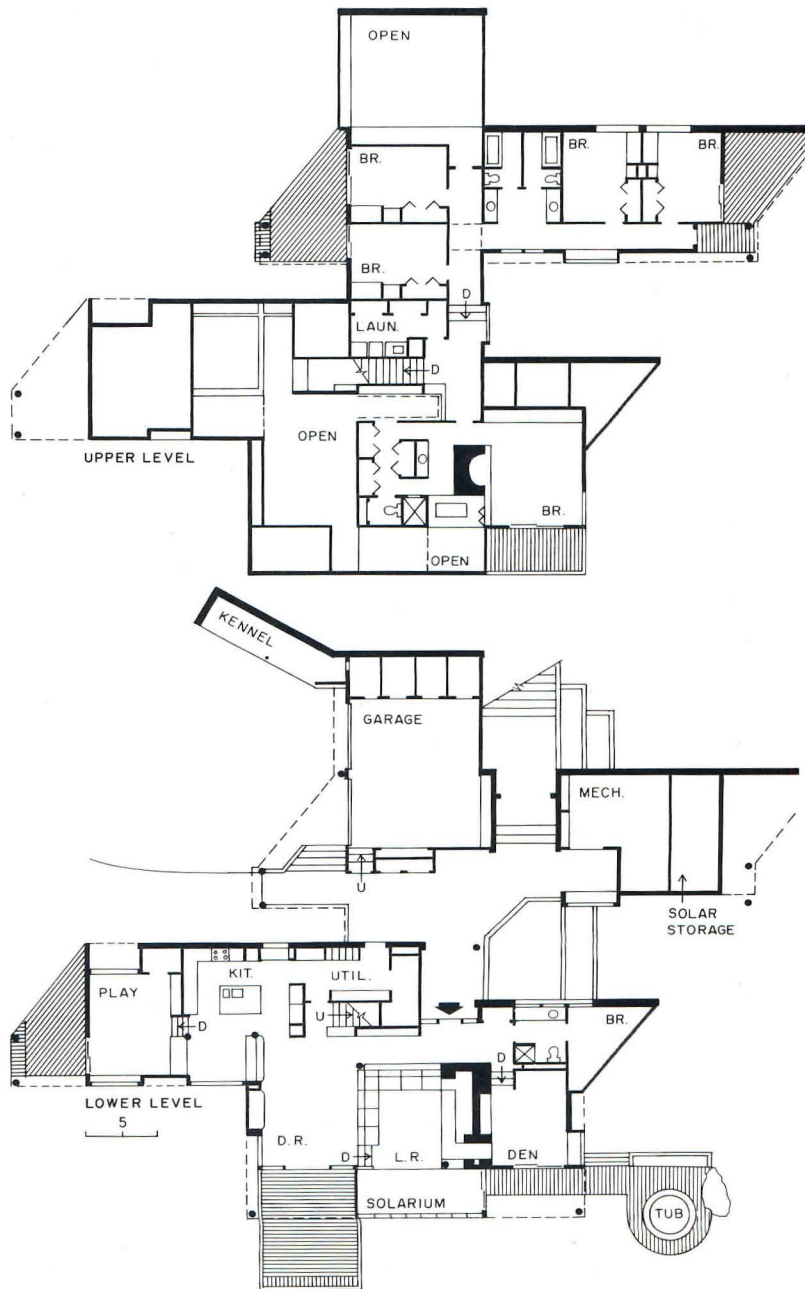 OPEN
BR.
BR.
BR.
BR.
D
LAUN.
D
OPEN
UPPER LEVEL
BR.
OPEN
KENNEL
GARAGE
MECH.
U
SOLAR
STORAGE
KIT.
UTIL.
PLAY
U
BR.
D
D
LOWER LEVEL
5
D.R.
D
L.R.
DEN
SOLARIUM
TUB